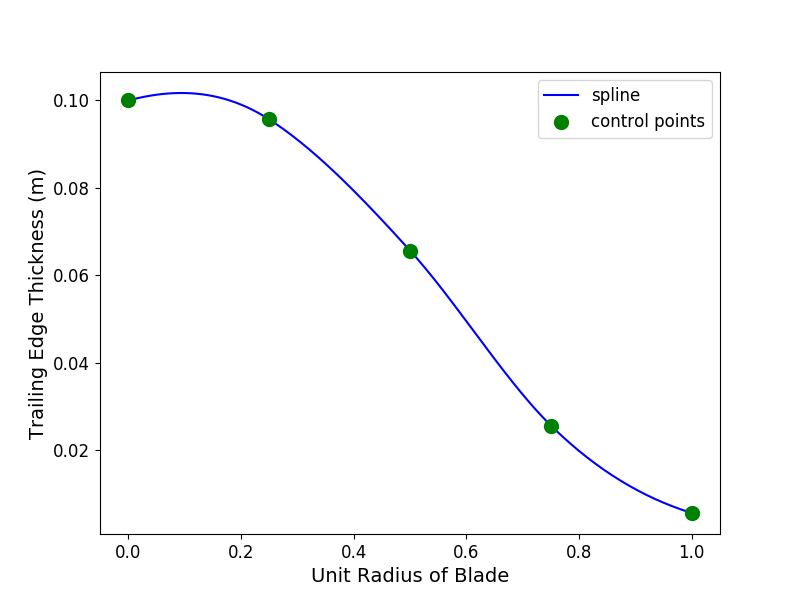 spline
control points
0.10
0.08
0.06
0.04
0.02
Trailing Edge Thickness (m)
0.0 0.2 0.4 0.6 0.8 1.0
Unit Radius of Blade